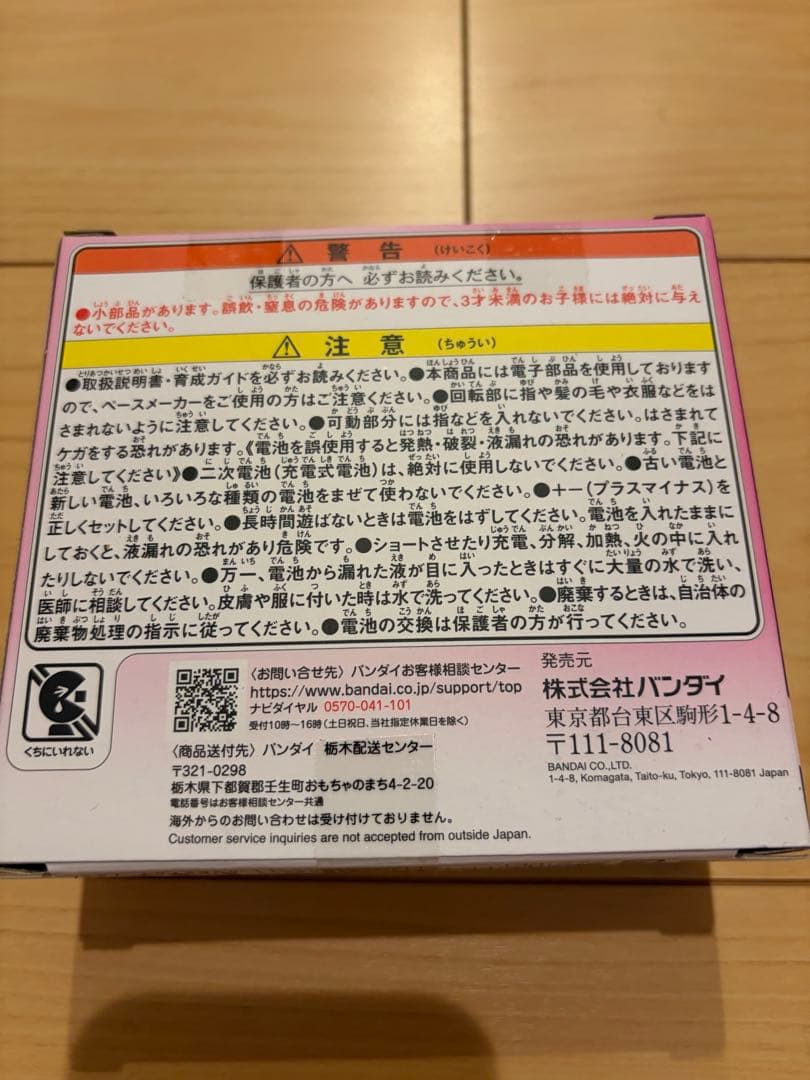 ⚠ 警告 (けいこく)
保護者の方へ 必ずお読みください。
●小部品があります。誤飲・窒息の危険がありますので、3才未満のお子様には絶対に与え
ないでください。
⚠ 注意 (ちゅうい)
●取扱説明書・育成ガイドを必ずお読みください。●本商品には電子部品を使用しております
ので、ペースメーカーをご使用の方はご注意ください。●回転部に指や髪の毛や衣服などをは
さまれないように注意してください。●可動部分には指などを入れないでください。はさまれて
ケガをする恐れがあります。《電池を誤使用すると発熱・破裂・液漏れの恐れがあります。下記に
注意してください》●二次電池(充電式電池)は、絶対に使用しないでください。●古い電池と
新しい電池、いろいろな種類の電池をまぜて使わないでください。●+−(プラスマイナス)を
正しくセットしてください。●長時間遊ばないときは電池をはずしてください。電池を入れたままに
しておくと、液漏れの恐れがあり危険です。●ショートさせたり充電、分解、加熱、火の中に入れ
たりしないでください。●万一、電池から漏れた液が目に入ったときはすぐに大量の水で洗い、
医師に相談してください。皮膚や服に付いた時は水で洗ってください。●廃棄するときは、自治体の
廃棄物処理の指示に従ってください。●電池の交換は保護者の方が行ってください。
くちにいれない
〈お問い合せ先〉バンダイお客様相談センター
https://www.bandai.co.jp/support/top
ナビダイヤル 0570-041-101
受付10時～16時(土日祝日、当社指定休業日を除く)
〈商品送付先〉バンダイ 栃木配送センター
〒321-0298
栃木県下都賀郡壬生町おもちゃのまち4-2-20
電話番号はお客様相談センター共通
海外からのお問い合わせは受け付けておりません。
Customer service inquiries are not accepted from outside Japan.
発売元
株式会社バンダイ
東京都台東区駒形1-4-8
〒111-8081
BANDAI CO.,LTD.
1-4-8, Komagata, Taito-ku, Tokyo, 111-8081 Japan